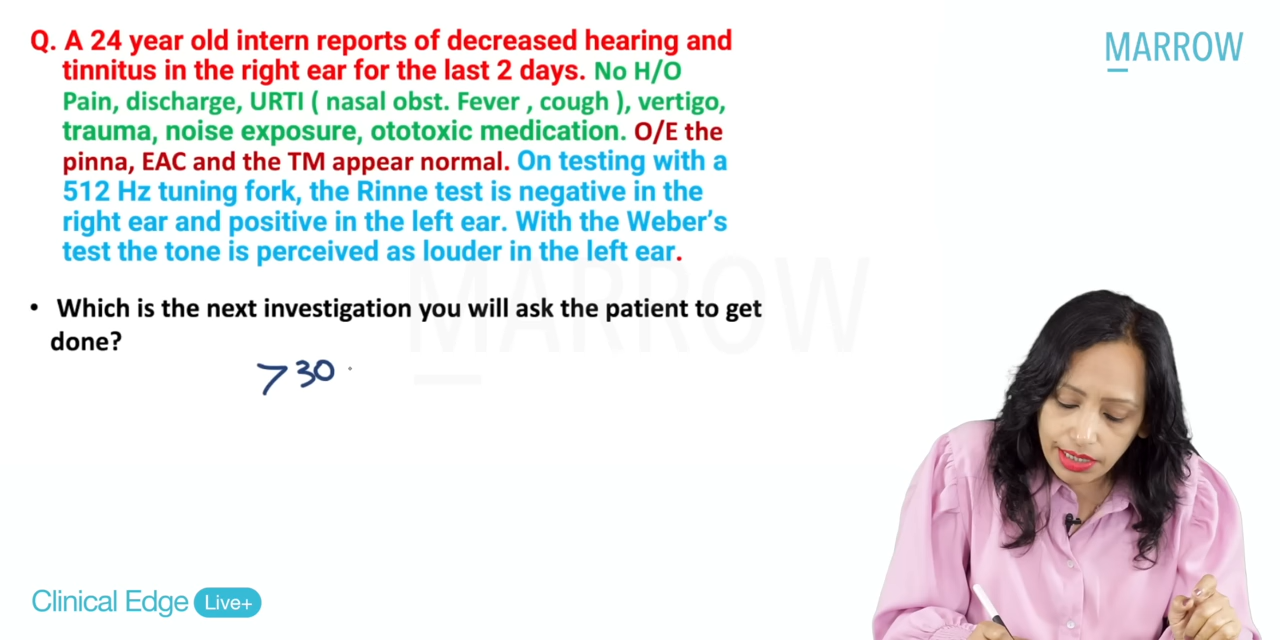 MARROW
Q. A 24 year old intern reports of decreased hearing and
tinnitus in the right ear for the last 2 days. No H/O
Pain, discharge, URTI ( nasal obst. Fever , cough ), vertigo,
trauma, noise exposure, ototoxic medication. O/E the
pinna, EAC and the TM appear normal. On testing with a
512 Hz tuning fork, the Rinne test is negative in the
right ear and positive in the left ear. With the Weber’s
test the tone is perceived as louder in the left ear.
MARROW
• Which is the next investigation you will ask the patient to get
done?
>30
Clinical Edge Live+